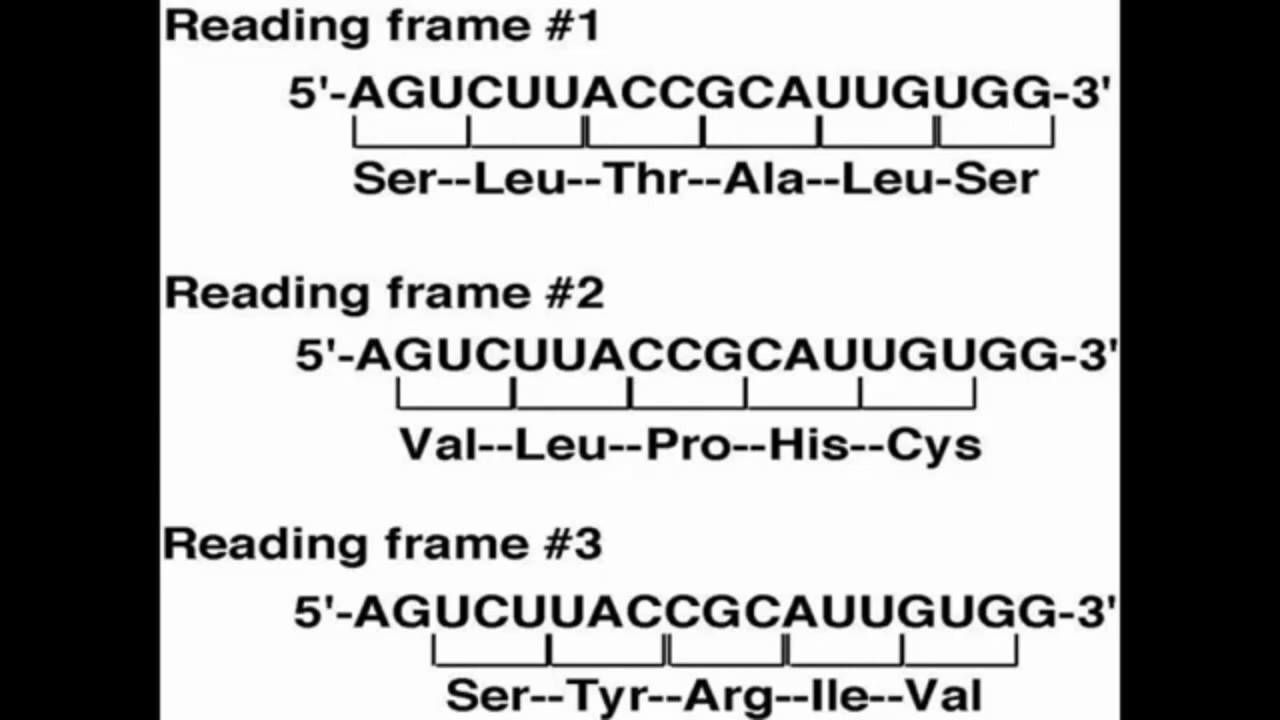 Reading frame #1
5'-AGUCUUACCGCAUUGUGG-3'
Ser--Leu--Thr--Ala--Leu-Ser
Reading frame #2
5'-AGUCUUACCGCAUUGUGG-3'
Val--Leu--Pro--His--Cys
Reading frame #3
5'-AGUCUUACCGCAUUGUGG-3'
Ser--Tyr--Arg--Ile--Val